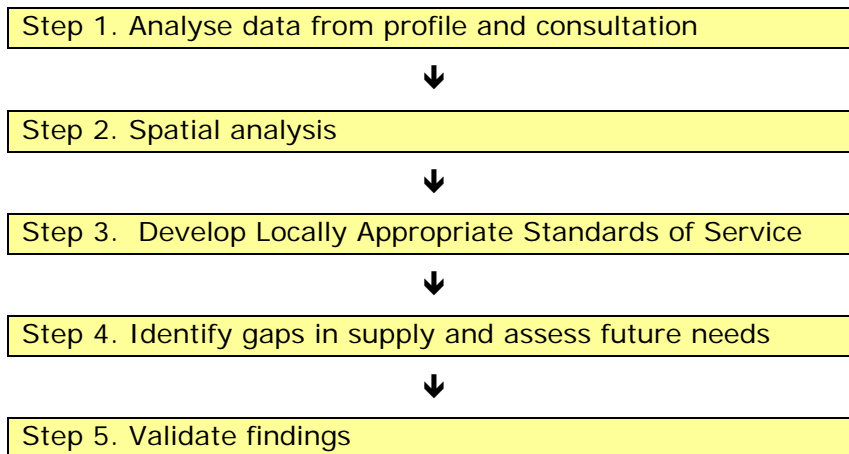 Step 1. Analyse data from profile and consultation
Step 2. Spatial analysis
Step 3. Develop Locally Appropriate Standards of Service
Step 4. Identify gaps in supply and assess future needs
Step 5. Validate findings